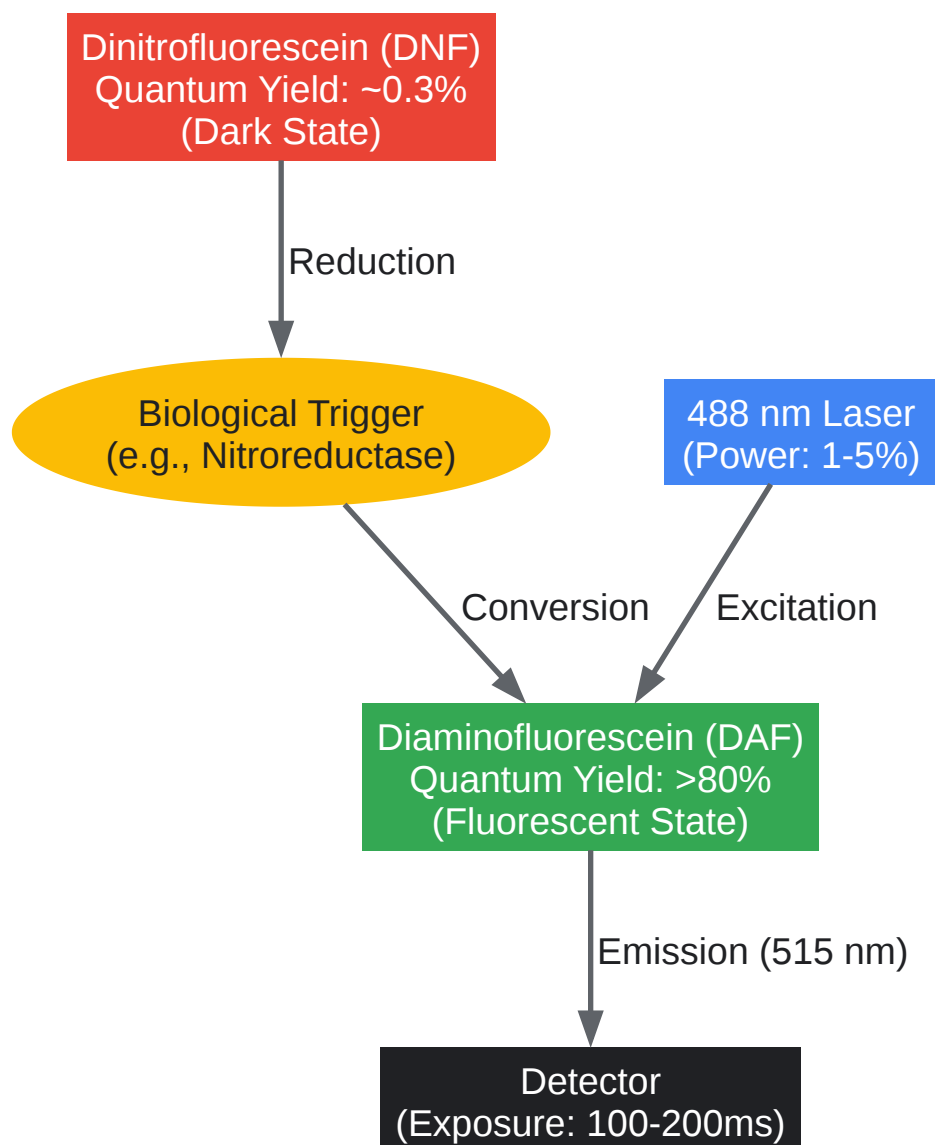 Dinitrofluorescein (DNF)
Quantum Yield: ~0.3%
(Dark State)
Reduction
Biological Trigger
(e.g., Nitroreductase)
488 nm Laser
(Power: 1-5%)
Conversion
Excitation
Diaminofluorescein (DAF)
Quantum Yield: >80%
(Fluorescent State)
Emission (515 nm)
Detector
(Exposure: 100-200ms)